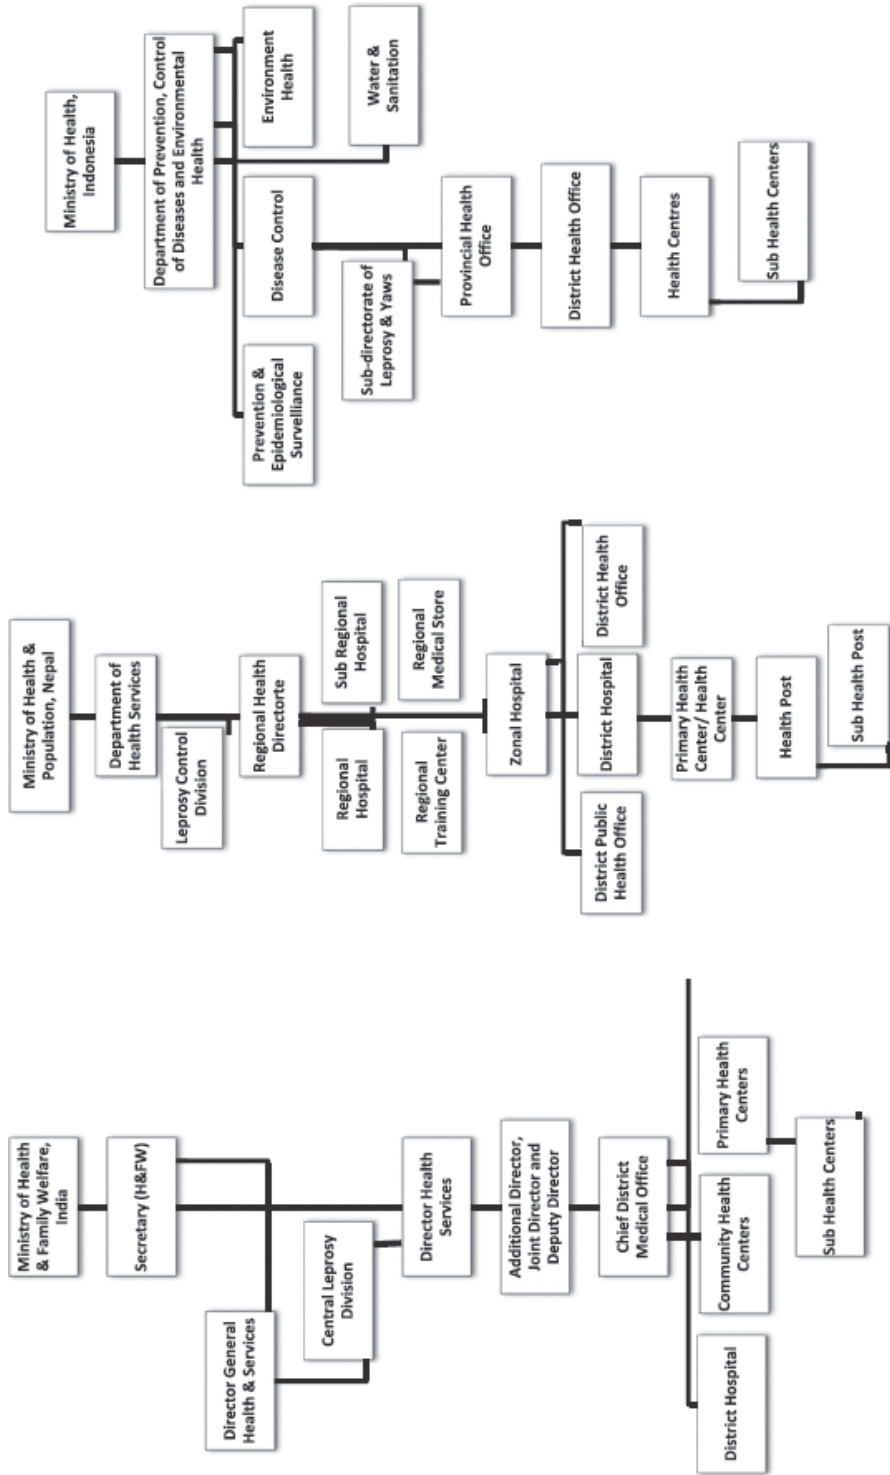 Ministry of Health
& Family Welfare,
India
Secretary (H&FW)
Director General
Health & Services
Central Leprosy
Division
Director Health
Services
Additional Director,
Joint Director and
Deputy Director
Chief District
Medical Office
District Hospital
Community Health
Centers
Primary Health
Centers
Sub Health Centers
Ministry of Health &
Population, Nepal
Department of
Health Services
Leprosy Control
Division
Regional Health
Directorte
Regional
Hospital
Sub Regional
Hospital
Regional
Training Center
Regional
Medical Store
Zonal Hospital
District Public
Health Office
District Hospital
District Health
Office
Primary Health
Center/ Health
Center
Health Post
Sub Health Post
Ministry of Health,
Indonesia
Department of Prevention, Control
of Diseases and Environmental
Health
Prevention &
Epidemiological
Survelliance
Disease Control
Environment
Health
Water &
Sanitation
Sub-directorate of
Leprosy & Yaws
Provincial Health
Office
District Health Office
Health Centres
Sub Health Centers